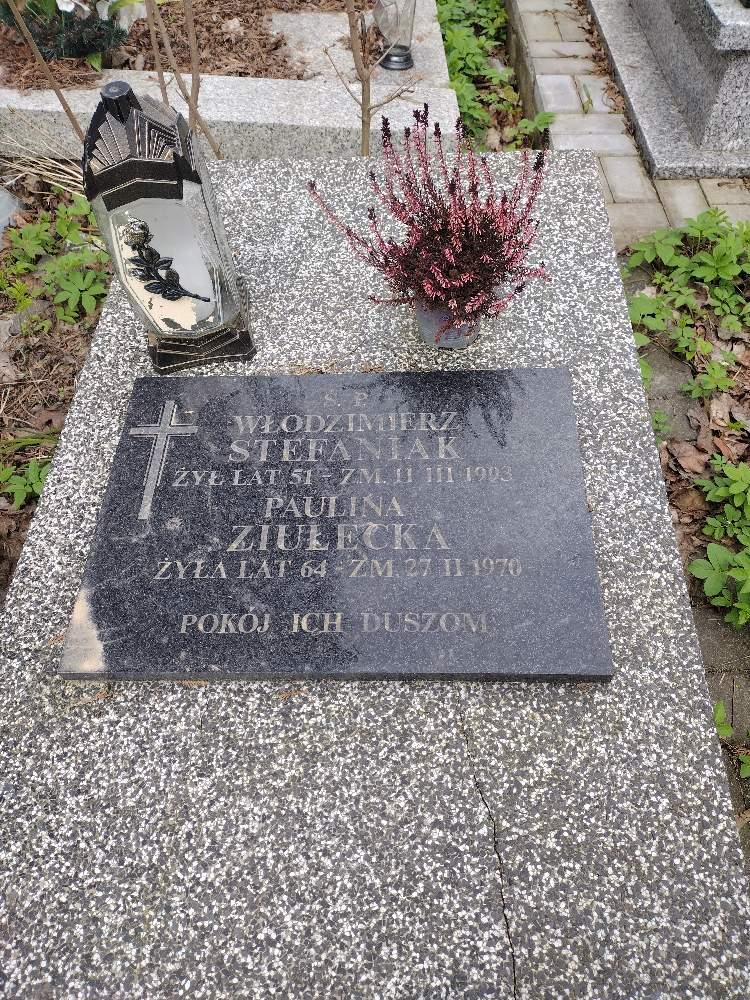 Ś. P.
WŁODZIMIERZ
STEFANIAK
ŻYŁ LAT 51 - ZM. 11 III 1993
PAULINA
ZIUŁECKA
ŻYŁA LAT 64 - ZM. 27 II 1970
POKÓJ ICH DUSZOM